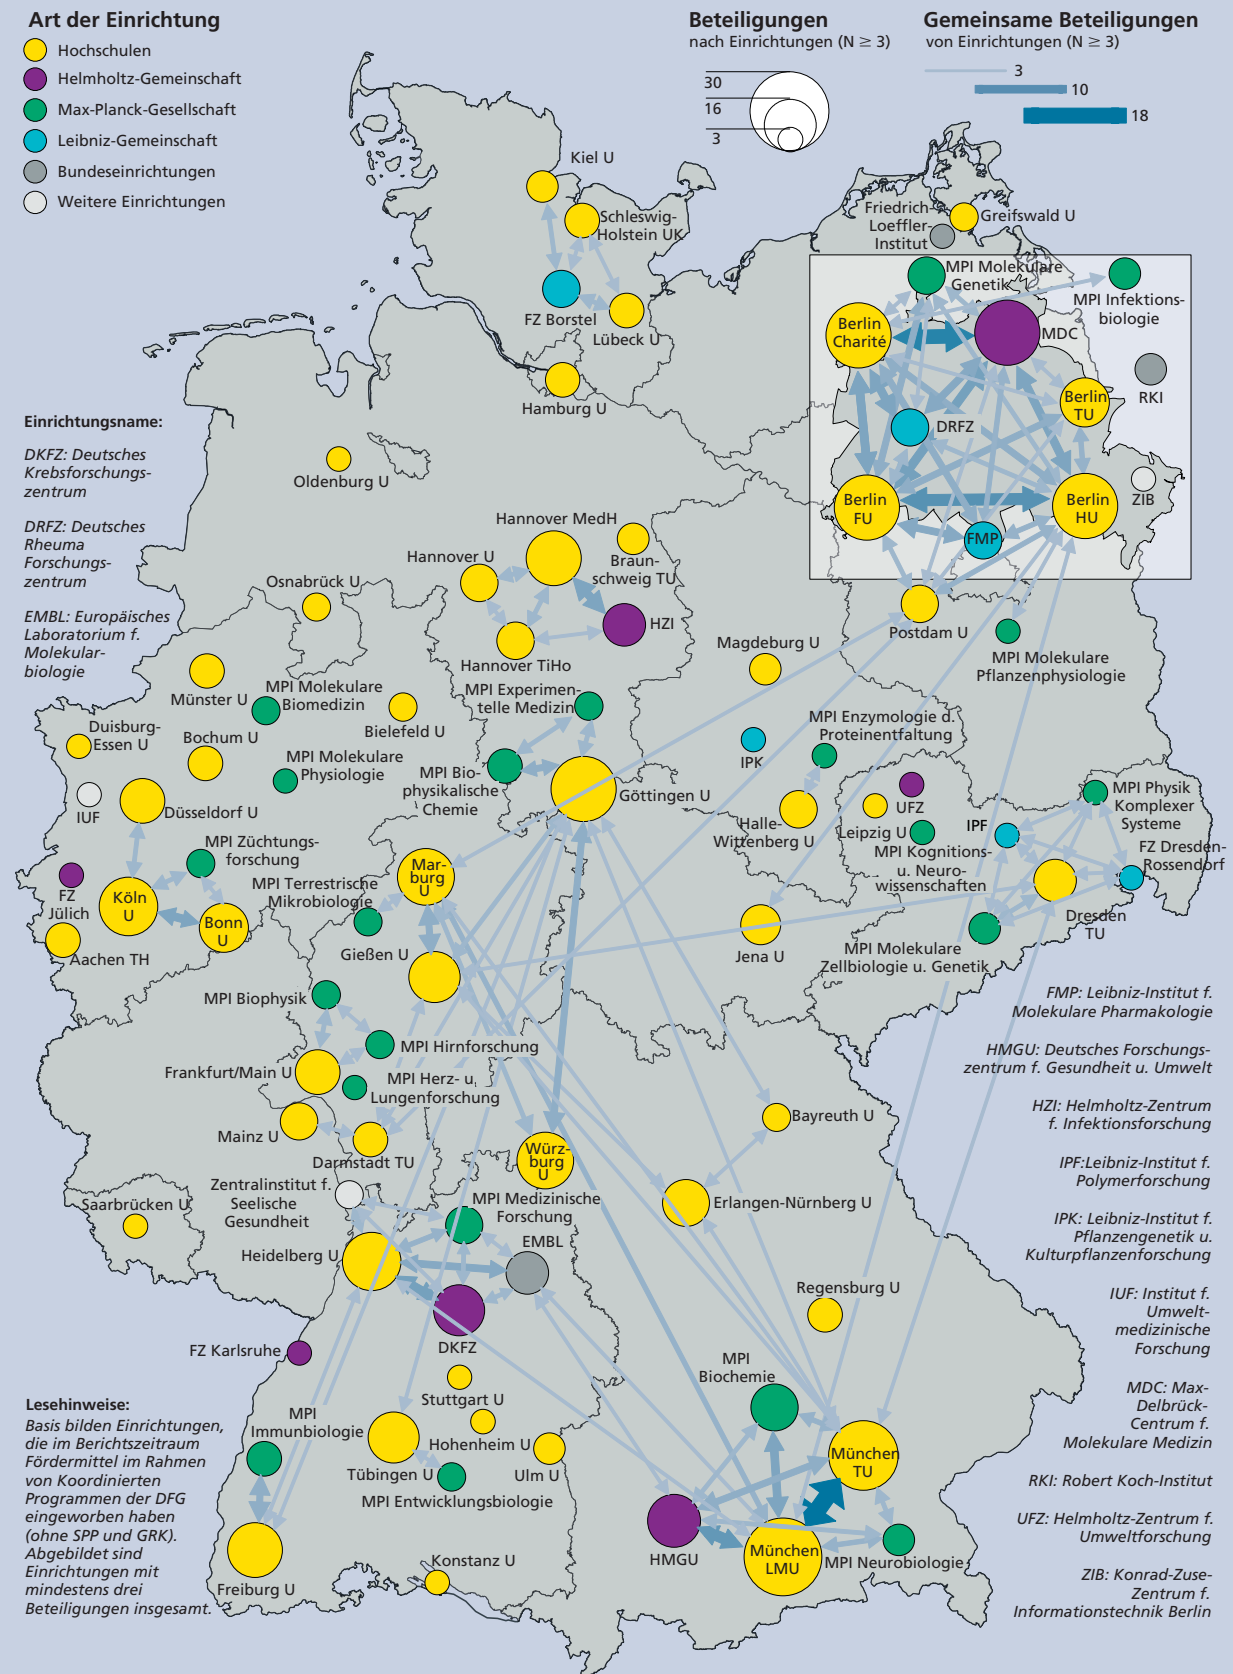 Art der Einrichtung
Hochschulen
Helmholtz-Gemeinschaft
Max-Planck-Gesellschaft
Leibniz-Gemeinschaft
Bundeseinrichtungen
Weitere Einrichtungen
Beteiligungen
nach Einrichtungen (N ≥ 3)
30
16
3
Gemeinsame Beteiligungen
von Einrichtungen (N ≥ 3)
3
10
18
Kiel U
Schleswig-
Holstein UK
FZ Borstel
Lübeck U
Hamburg U
Friedrich-
Loeffler-
Institut
Greifswald U
MPI Molekulare
Genetik
MPI Infektions-
biologie
Berlin
Charité
MDC
RKI
Berlin
TU
DRFZ
Berlin
FU
Berlin
HU
ZIB
FMP
Postdam U
MPI Molekulare
Pflanzenphysiologie
Einrichtungsname:
DKFZ: Deutsches
Krebsforschungs-
zentrum
DRFZ: Deutsches
Rheuma
Forschungs-
zentrum
EMBL: Europäisches
Laboratorium f.
Molekular-
biologie
Oldenburg U
Hannover MedH
Hannover U
Braun-
schweig TU
Osnabrück U
HZI
Hannover TiHo
Magdeburg U
Münster U
MPI Molekulare
Biomedizin
MPI Experimen-
telle Medizin
Bielefeld U
Duisburg-
Essen U
Bochum U
MPI Molekulare
Physiologie
MPI Bio-
physikalische
Chemie
Göttingen U
MPI Enzymologie d.
Proteinentfaltung
IPK
IUF
Düsseldorf U
Halle-
Wittenberg U
UFZ
Leipzig U
IPF
MPI Physik
Komplexer
Systeme
MPI Kognitions-
u. Neuro-
wissenschaften
FZ Dresden-
Rossendorf
MPI Züchtungs-
forschung
FZ
Jülich
Köln
U
Bonn
U
Aachen TH
MPI Terrestrische
Mikrobiologie
Mar-
burg
U
Gießen U
Jena U
Dresden
TU
MPI Molekulare
Zellbiologie u. Genetik
MPI Biophysik
MPI Hirnforschung
Frankfurt/Main U
MPI Herz- u.
Lungenforschung
Mainz U
Darmstadt TU
Würz-
burg
U
Bayreuth U
Saarbrücken U
Zentralinstitut f.
Seelische
Gesundheit
MPI Medizinische
Forschung
Erlangen-Nürnberg U
EMBL
Heidelberg U
DKFZ
Regensburg U
FZ Karlsruhe
Stuttgart U
MPI
Biochemie
MPI
Immunbiologie
Hohenheim U
Tübingen U
Ulm U
MPI Entwicklungsbiologie
München
TU
HMGU
München
LMU
MPI Neurobiologie
Freiburg U
Konstanz U
FMP: Leibniz-Institut f.
Molekulare Pharmakologie
HMGU: Deutsches Forschungs-
zentrum f. Gesundheit u. Umwelt
HZI: Helmholtz-Zentrum
f. Infektionsforschung
IPF:Leibniz-Institut f.
Polymerforschung
IPK: Leibniz-Institut f.
Pflanzengenetik u.
Kulturpflanzenforschung
IUF: Institut f.
Umwelt-
medizinische
Forschung
MDC: Max-
Delbrück-
Centrum f.
Molekulare Medizin
RKI: Robert Koch-Institut
UFZ: Helmholtz-Zentrum f.
Umweltforschung
ZIB: Konrad-Zuse-
Zentrum f.
Informationstechnik Berlin
Lesehinweise:
Basis bilden Einrichtungen,
die im Berichtszeitraum
Fördermittel im Rahmen
von Koordinierten
Programmen der DFG
eingeworben haben
(ohne SPP und GRK).
Abgebildet sind
Einrichtungen mit
mindestens drei
Beteiligungen insgesamt.